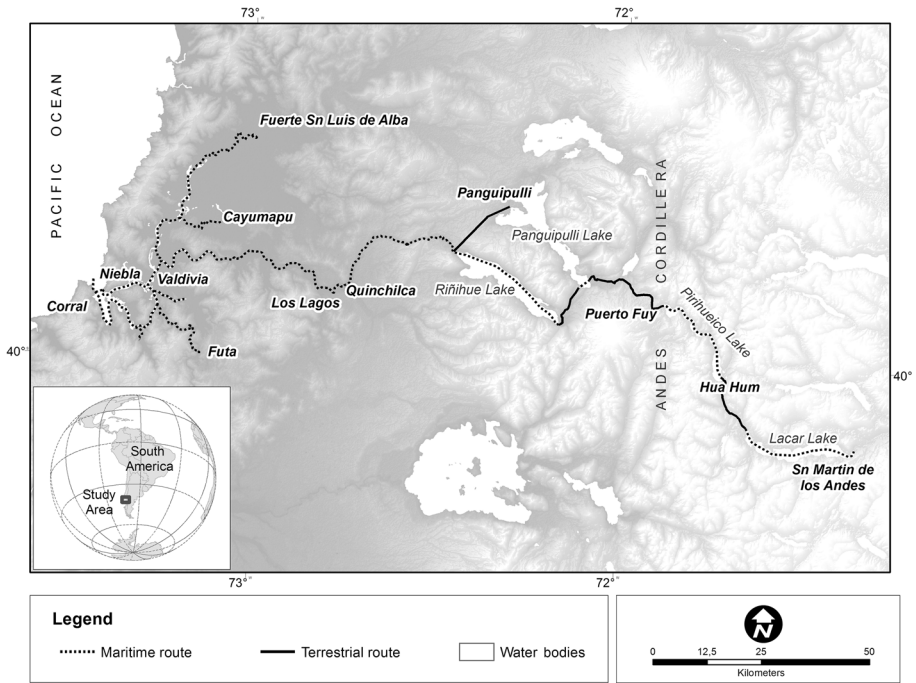 73°
72°
PACIFIC OCEAN
Fuerte Sn Luis de Alba
CORDILLERA
Panguipulli
Cayumapu
Panguipulli Lake
Niebla
Valdivia
Riñihue Lake
Quinchilca
Corral
Los Lagos
Puerto Fuy
Pirihueico Lake
40°
Futa
ANDES
40°
Hua Hum
Lacar Lake
Sn Martin de
los Andes
South
America
Study
Area
73°
72°
Legend
Maritime route
Terrestrial route
Water bodies
N
0
12,5
25
50
Kilometers